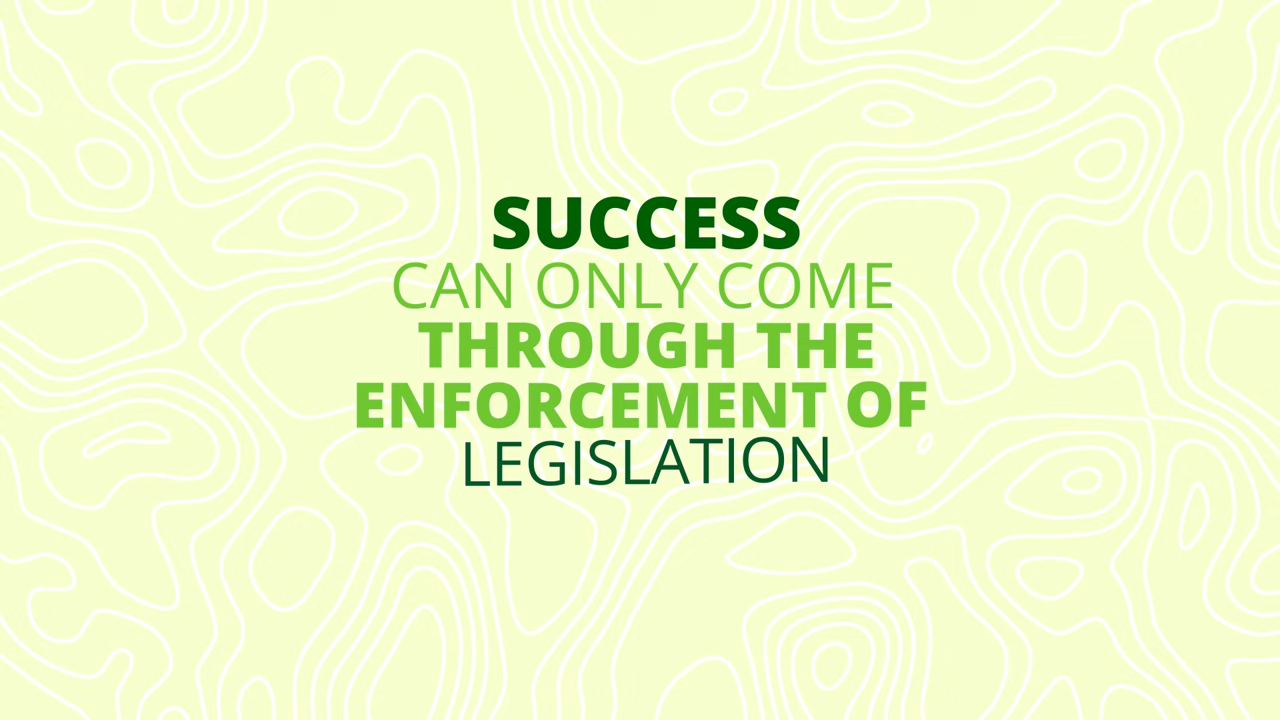 SUCCESS
CAN ONLY COME
THROUGH THE
ENFORCEMENT OF
LEGISLATION